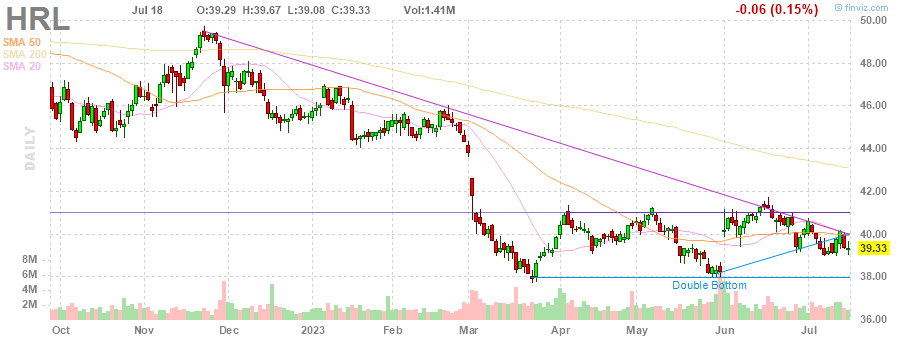 HRL
Jul 18 O:39.29 H:39.67 L:39.08 C:39.33 Vol:1.41M
-0.06 (0.15%)
finviz.com
SMA 50
SMA 200
SMA 20
DAILY
50.00
48.00
46.00
44.00
42.00
40.00
39.33
38.00
36.00
8M
6M
4M
2M
Double Bottom
Oct Nov Dec 2023 Feb Mar Apr May Jun Jul